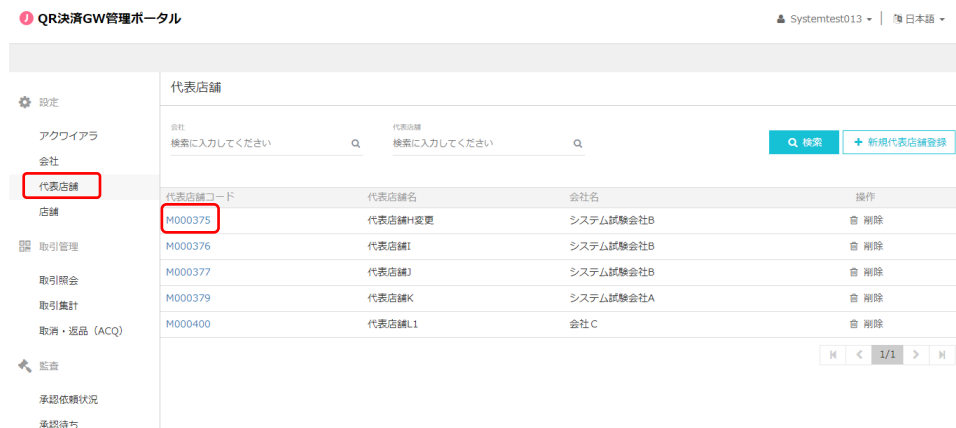 J QR決済GW管理ポータル
Systemtest013
日本語
設定
アクワイアラ
会社
代表店舗
店舗
取引管理
取引照会
取引集計
取消・返品（ACQ）
監査
承認依頼状況
承認待ち
代表店舗
会社 代表店舗
検索に入力してください 検索に入力してください
検索 + 新規代表店舗登録
代表店舗コード 代表店舗名 会社名 操作
M000375 代表店舗H変更 システム試験会社B 削除
M000376 代表店舗I システム試験会社B 削除
M000377 代表店舗J システム試験会社B 削除
M000379 代表店舗K システム試験会社A 削除
M000400 代表店舗L1 会社Ｃ 削除
1/1